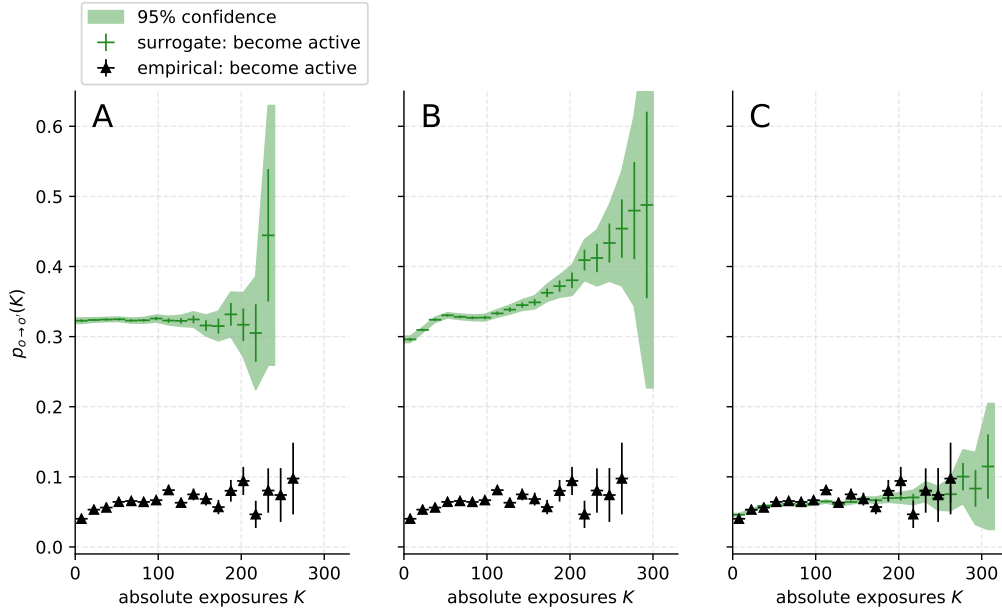 95% confidence
surrogate: become active
empirical: become active
A
B
C
0.6
0.5
0.4
0.3
0.2
0.1
0.0
p_{o→o'}(K)
0 100 200 300
0 100 200 300
0 100 200 300
absolute exposures K
absolute exposures K
absolute exposures K